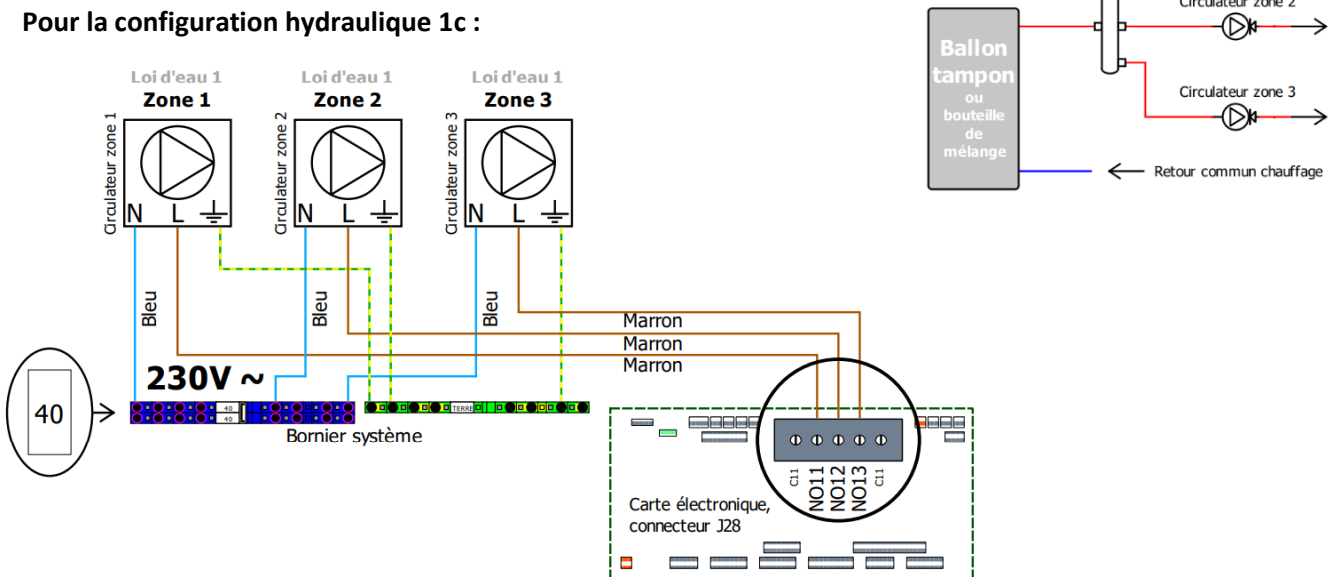 Pour la configuration hydraulique 1c :
Circulateur zone 2
Ballon
tampon
ou
bouteille
de
mélange
Circulateur zone 3
Retour commun chauffage
Loi d'eau 1
Zone 1
Loi d'eau 1
Zone 2
Loi d'eau 1
Zone 3
Circulateur zone 1
N L
Circulateur zone 2
N L
Circulateur zone 3
N L
Bleu
Bleu
Bleu
Marron
Marron
Marron
230V ~
40
40
40
TERRE
Bornier système
C11
NO11
NO12
NO13
C11
Carte électronique,
connecteur J28